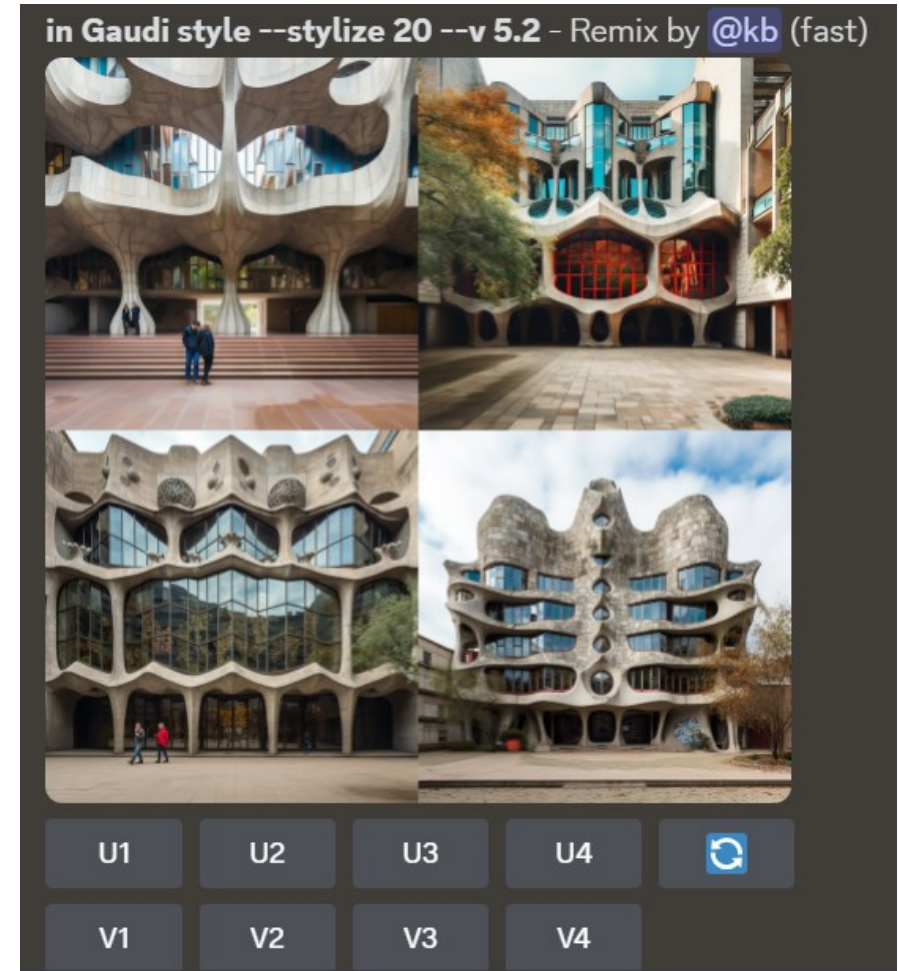 in Gaudi style --stylize 20 --v 5.2 - Remix by @kb (fast)
U1 U2 U3 U4
V1 V2 V3 V4